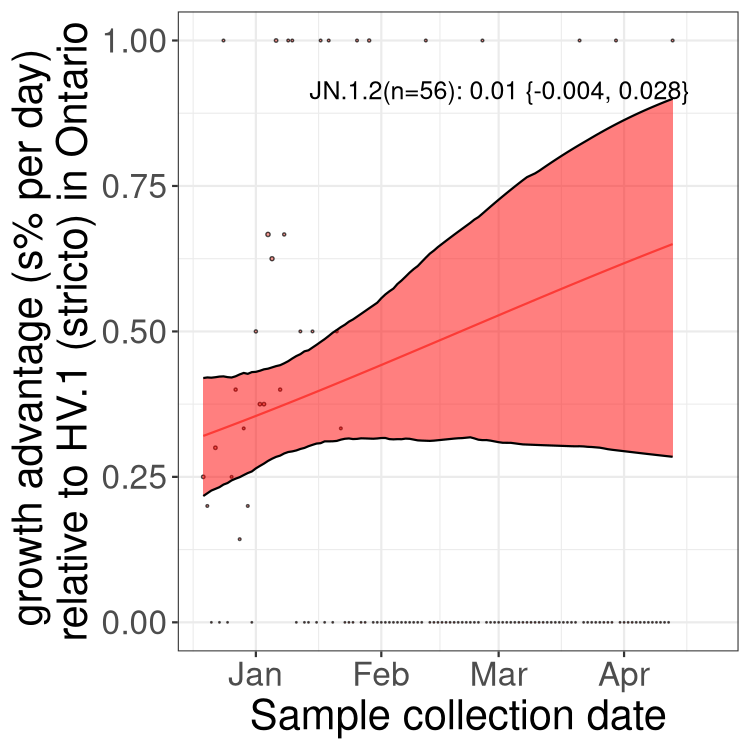 growth advantage (s% per day)
relative to HV.1 (stricto) in Ontario
1.00
JN.1.2(n=56): 0.01 {-0.004, 0.028}
0.75
0.50
0.25
0.00
Jan Feb Mar Apr
Sample collection date